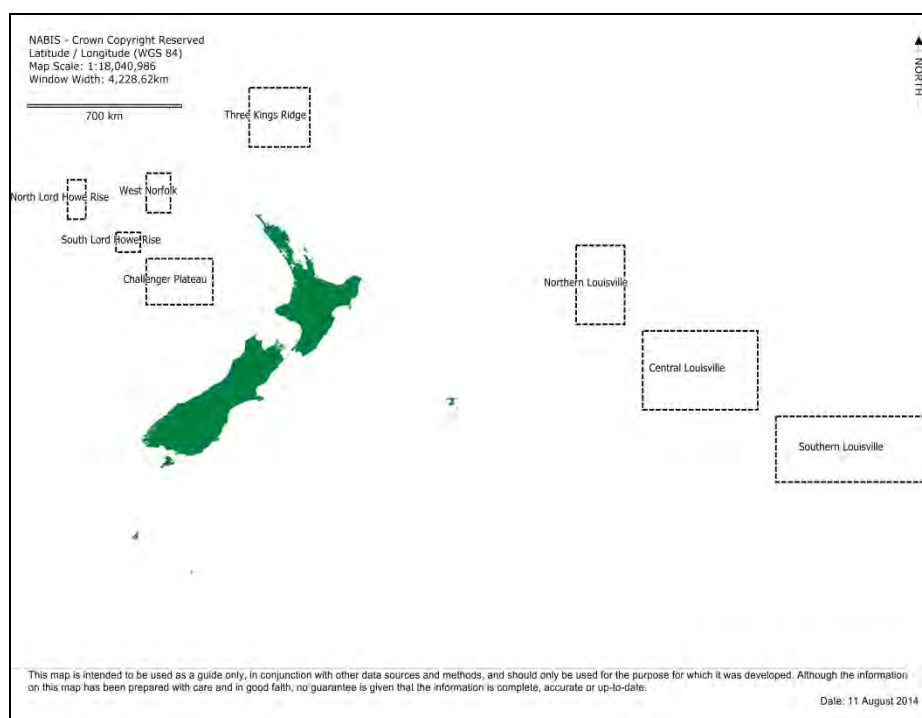 NABIS - Crown Copyright Reserved
Latitude / Longitude (WGS 84)
Map Scale: 1:18,040,986
Window Width: 4,228.62km
700 km
NORTH
Three Kings Ridge
North Lord Howe Rise
West Norfolk
South Lord Howe Rise
Challenger Plateau
Northern Louisville
Central Louisville
Southern Louisville
This map is intended to be used as a guide only, in conjunction with other data sources and methods, and should only be used for the purpose for which it was developed. Although the information
on this map has been prepared with care and in good faith, no guarantee is given that the information is complete, accurate or up-to-date.
Date: 11 August 2014